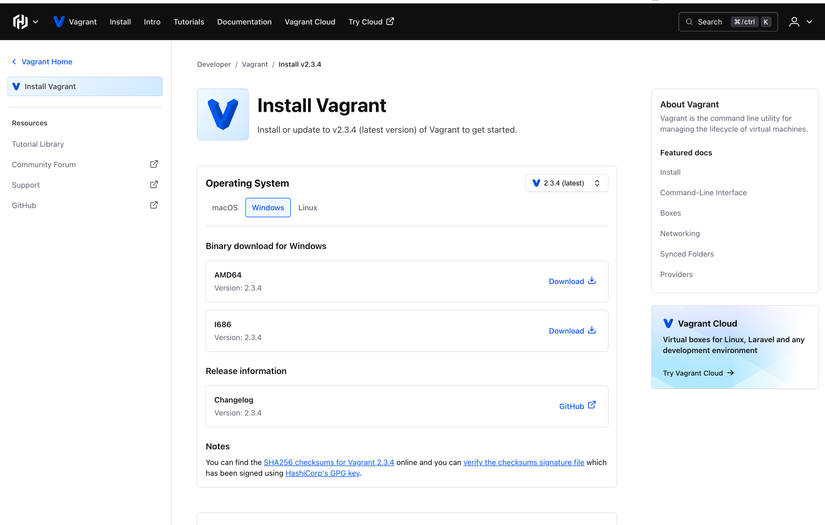 Vagrant Install Intro Tutorials Documentation Vagrant Cloud Try Cloud Search ⌘/ctrl K
Vagrant Home
Install Vagrant
Resources
Tutorial Library
Community Forum
Support
GitHub
Developer / Vagrant / Install v2.3.4
Install Vagrant
Install or update to v2.3.4 (latest version) of Vagrant to get started.
Operating System 2.3.4 (latest)
macOS Windows Linux
Binary download for Windows
AMD64
Version: 2.3.4
Download
I686
Version: 2.3.4
Download
Release information
Changelog
Version: 2.3.4
GitHub
Notes
You can find the SHA256 checksums for Vagrant 2.3.4 online and you can verify the checksums signature file which
has been signed using HashiCorp's GPG key.
About Vagrant
Vagrant is the command line utility for
managing the lifecycle of virtual machines.
Featured docs
Install
Command-Line Interface
Boxes
Networking
Synced Folders
Providers
Vagrant Cloud
Virtual boxes for Linux, Laravel and any
development environment
Try Vagrant Cloud